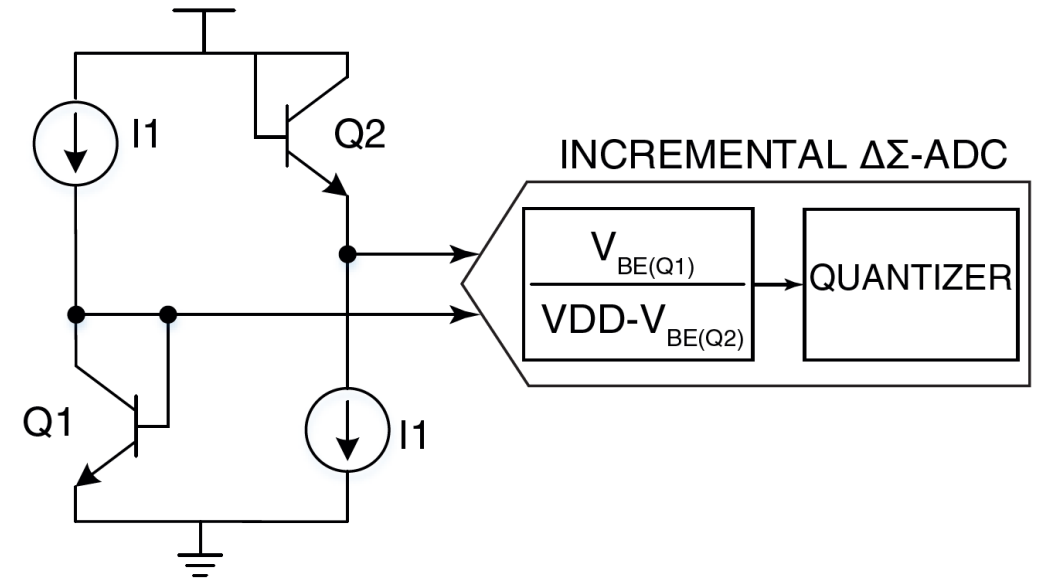 I1
Q2
INCREMENTAL ΔΣ-ADC
V BE(Q1)
VDD-V BE(Q2)
QUANTIZER
Q1
I1